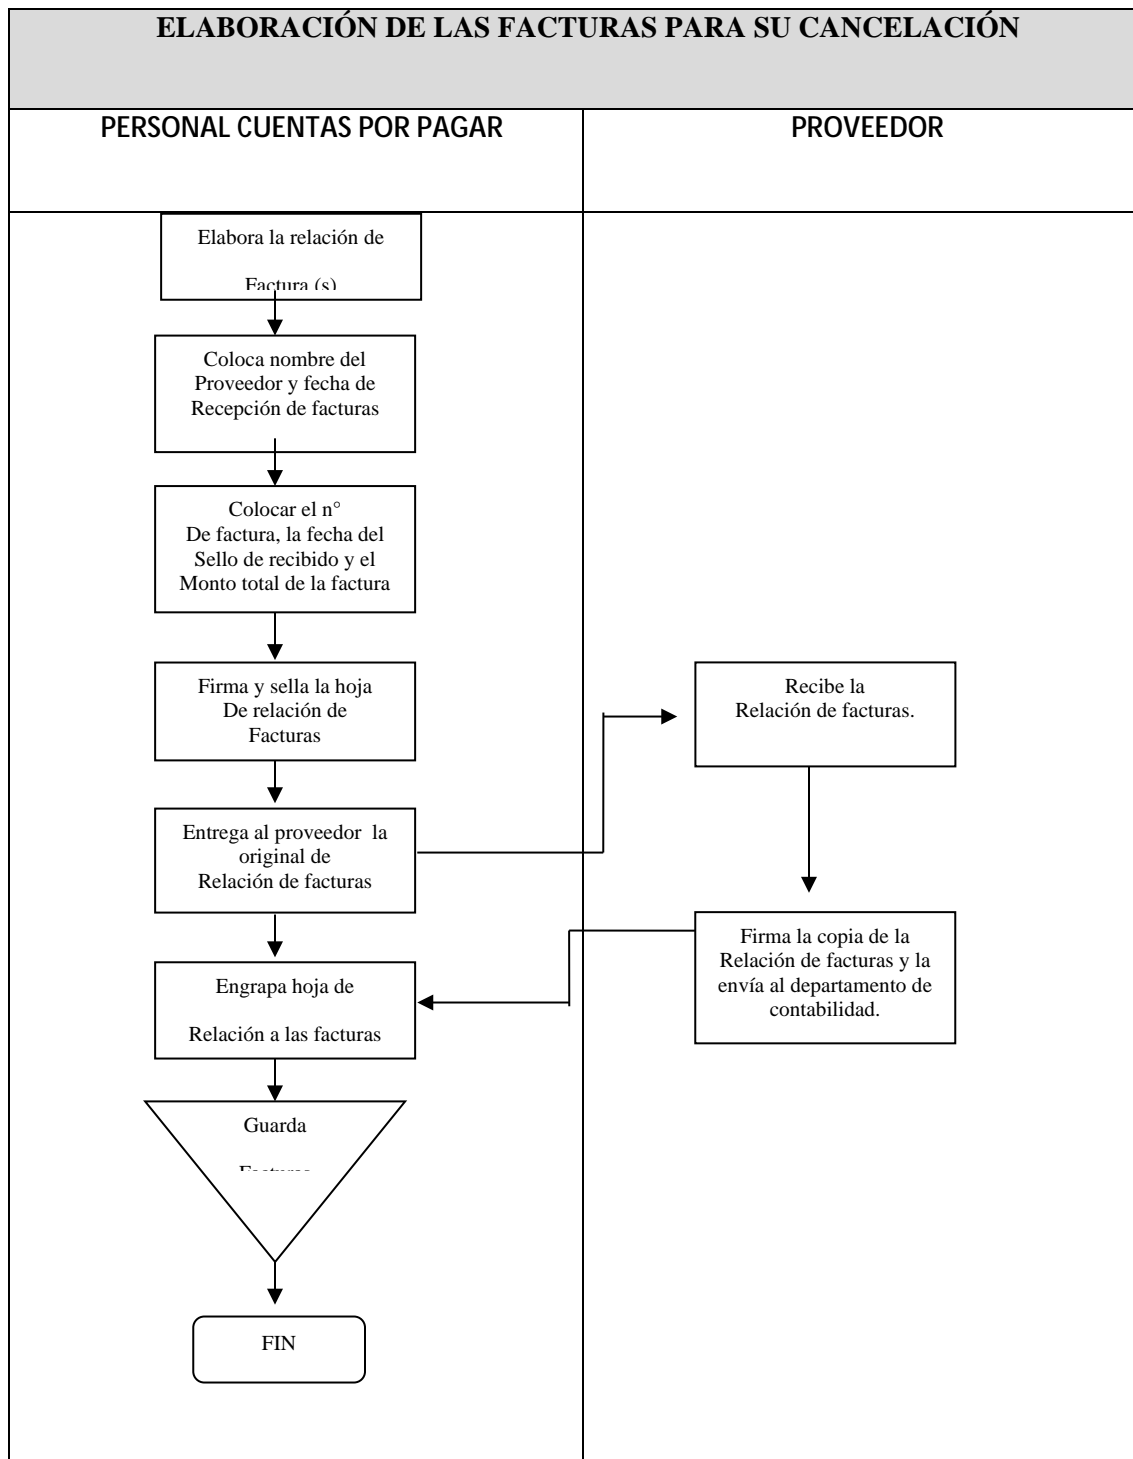 ELABORACIÓN DE LAS FACTURAS PARA SU CANCELACIÓN
PERSONAL CUENTAS POR PAGAR
PROVEEDOR
Elabora la relación de
Factura (s)
Coloca nombre del
Proveedor y fecha de
Recepción de facturas
Colocar el n°
De factura, la fecha del
Sello de recibido y el
Monto total de la factura
Firma y sella la hoja
De relación de
Facturas
Entrega al proveedor la
original de
Relación de facturas
Recibe la
Relación de facturas.
Firma la copia de la
Relación de facturas y la
envía al departamento de
contabilidad.
Engrapa hoja de
Relación a las facturas
Guarda
FIN